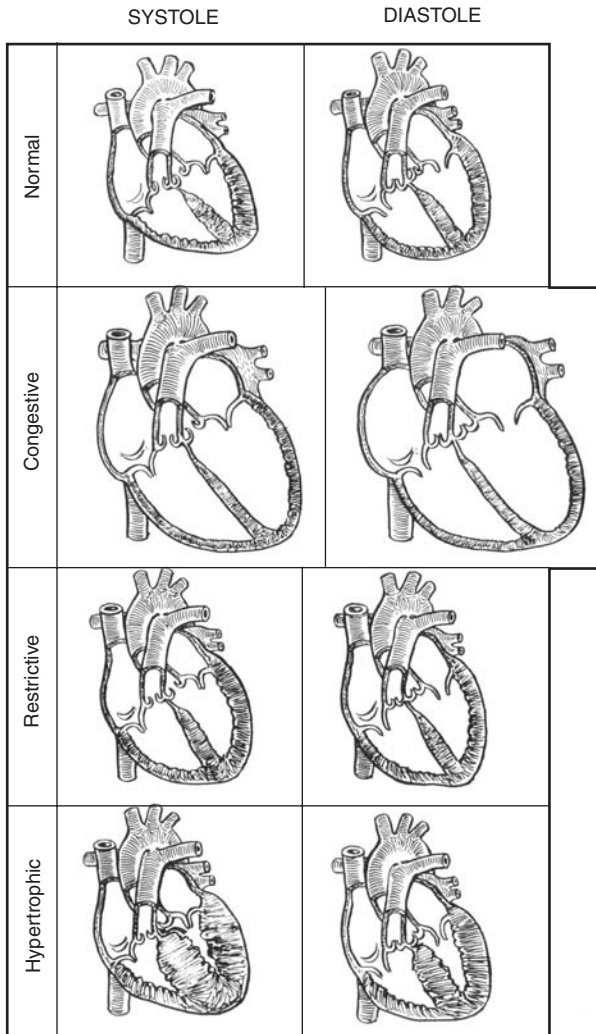 SYSTOLE DIASTOLE
Normal
Congestive
Restrictive
Hypertrophic